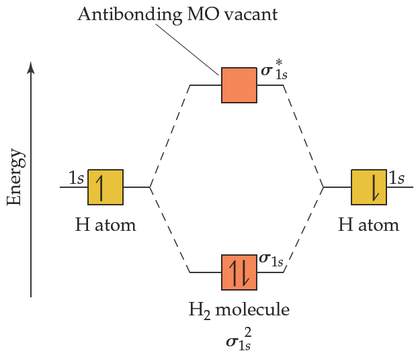 Antibonding MO vacant
σ*1s
Energy
1s
1s
H atom
H atom
σ1s
H2 molecule
σ1s2